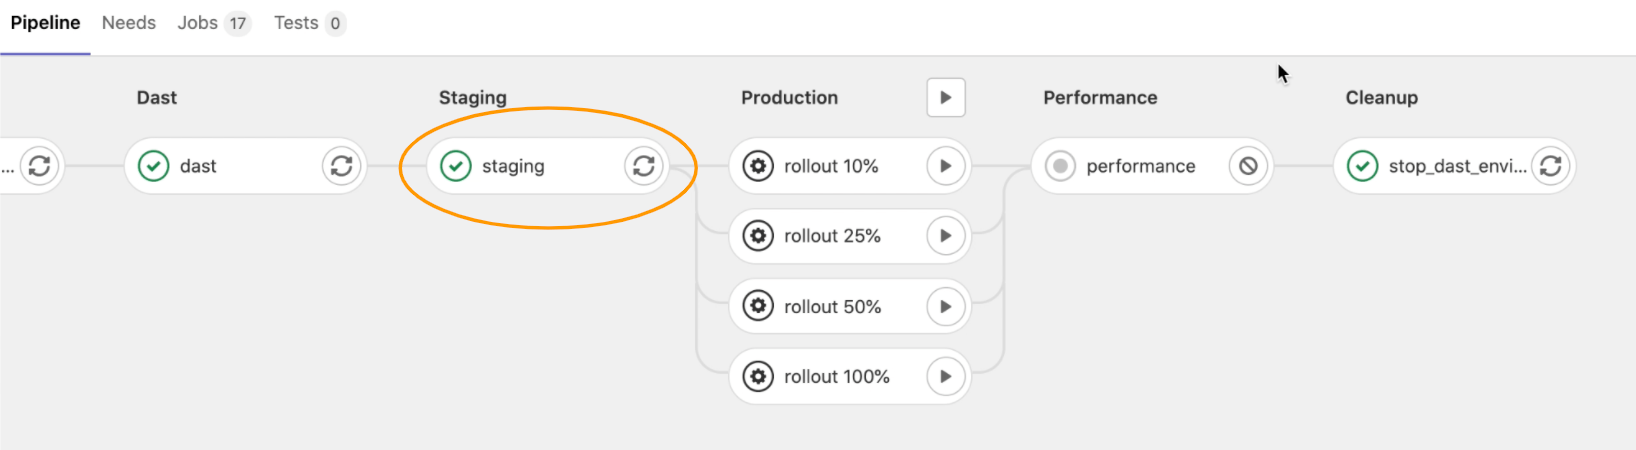 Pipeline Needs Jobs 17 Tests 0
Dast Staging Production Performance Cleanup
... dast staging rollout 10% performance stop_dast_envi...
rollout 25%
rollout 50%
rollout 100%